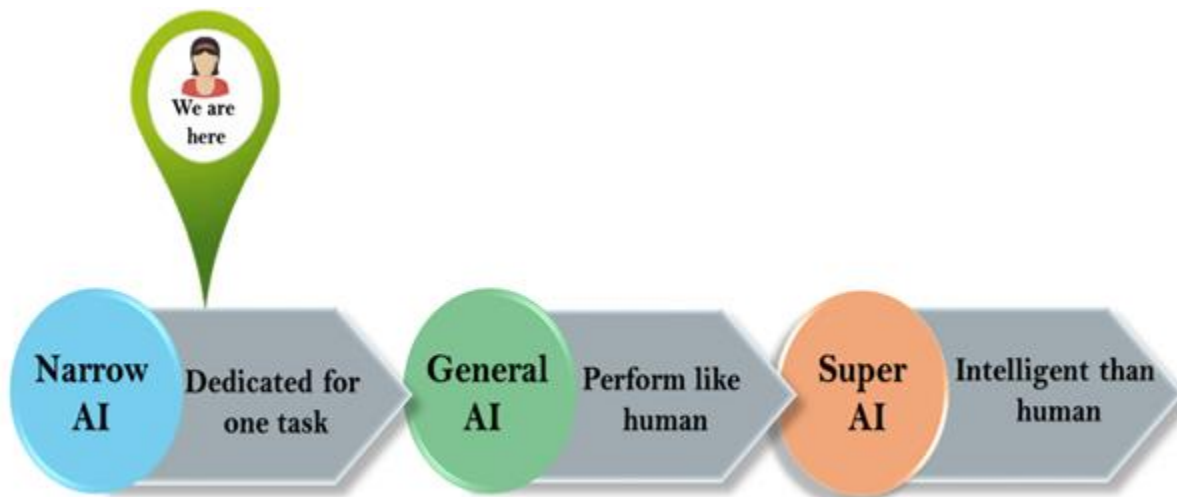 We are
here
Narrow
AI
Dedicated for
one task
General
AI
Perform like
human
Super
AI
Intelligent than
human